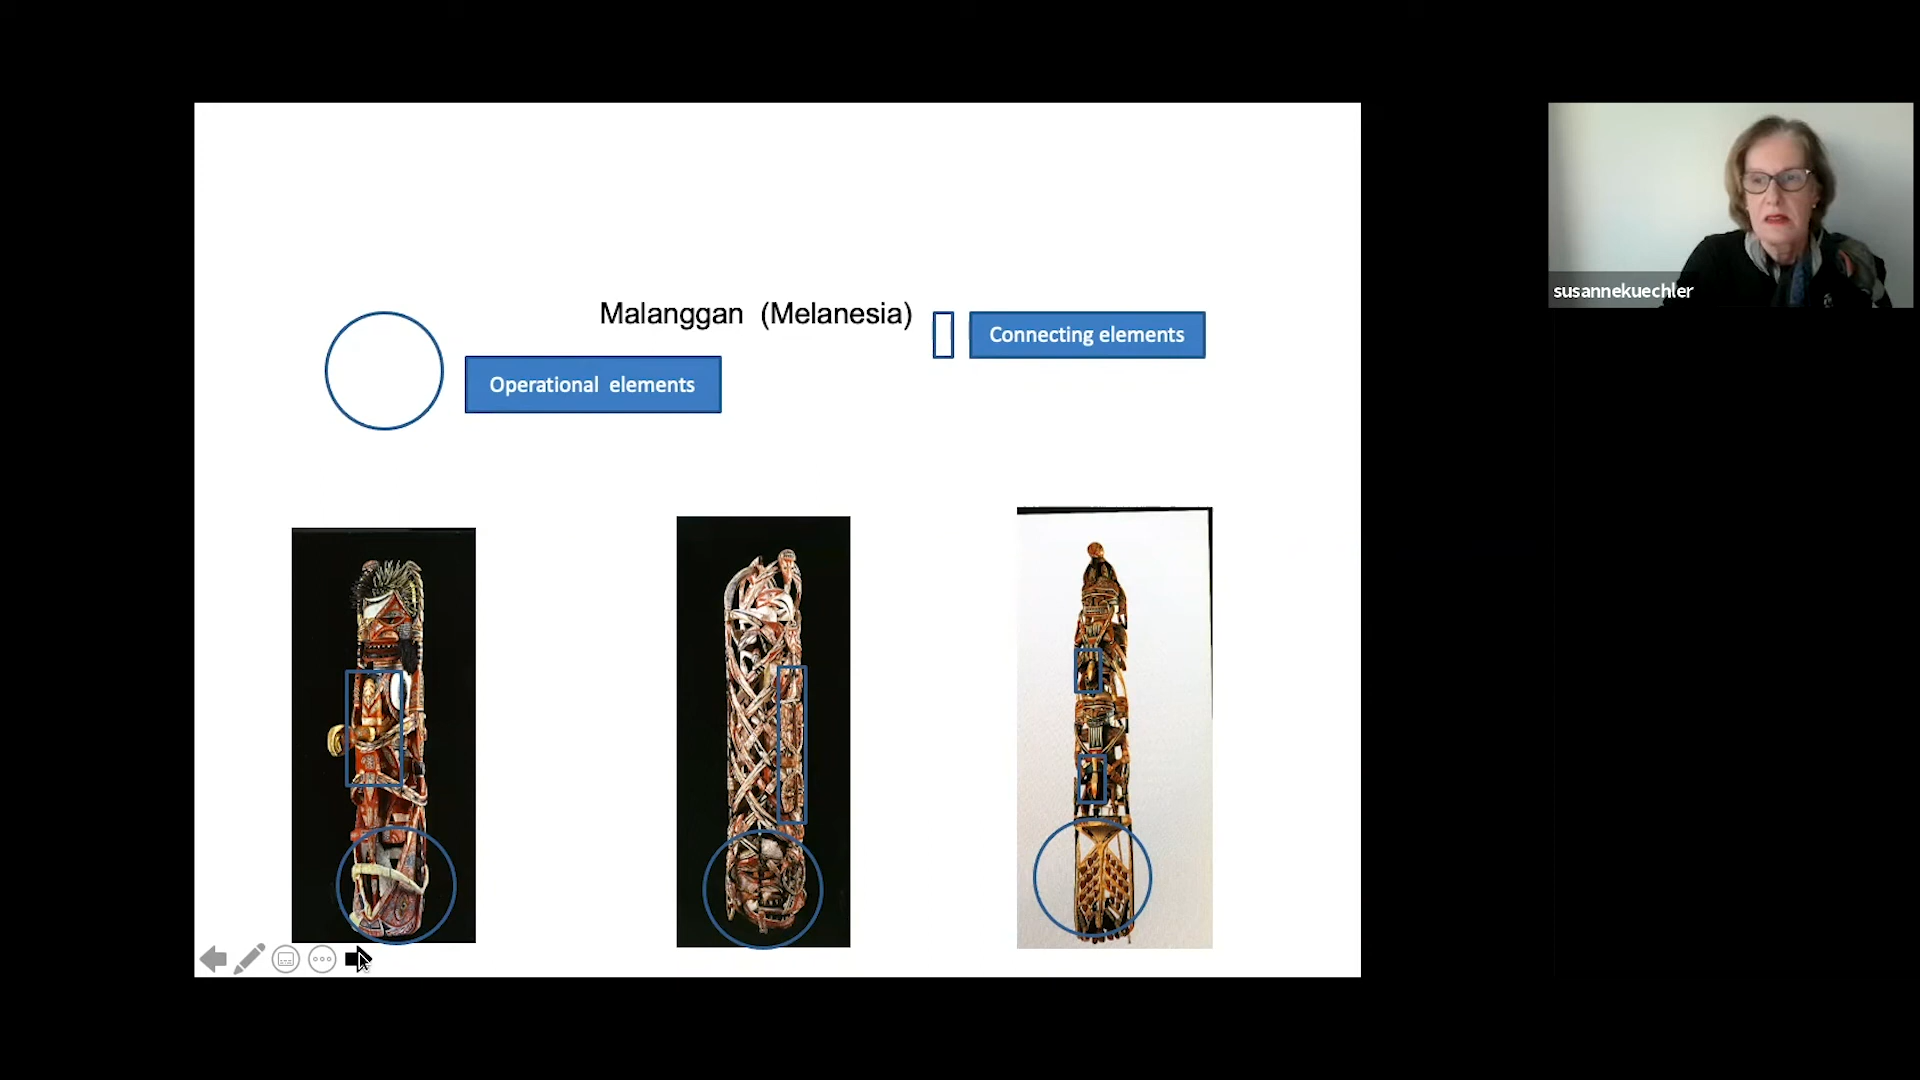 Malanggan (Melanesia)
Connecting elements
Operational elements
susannekuechler